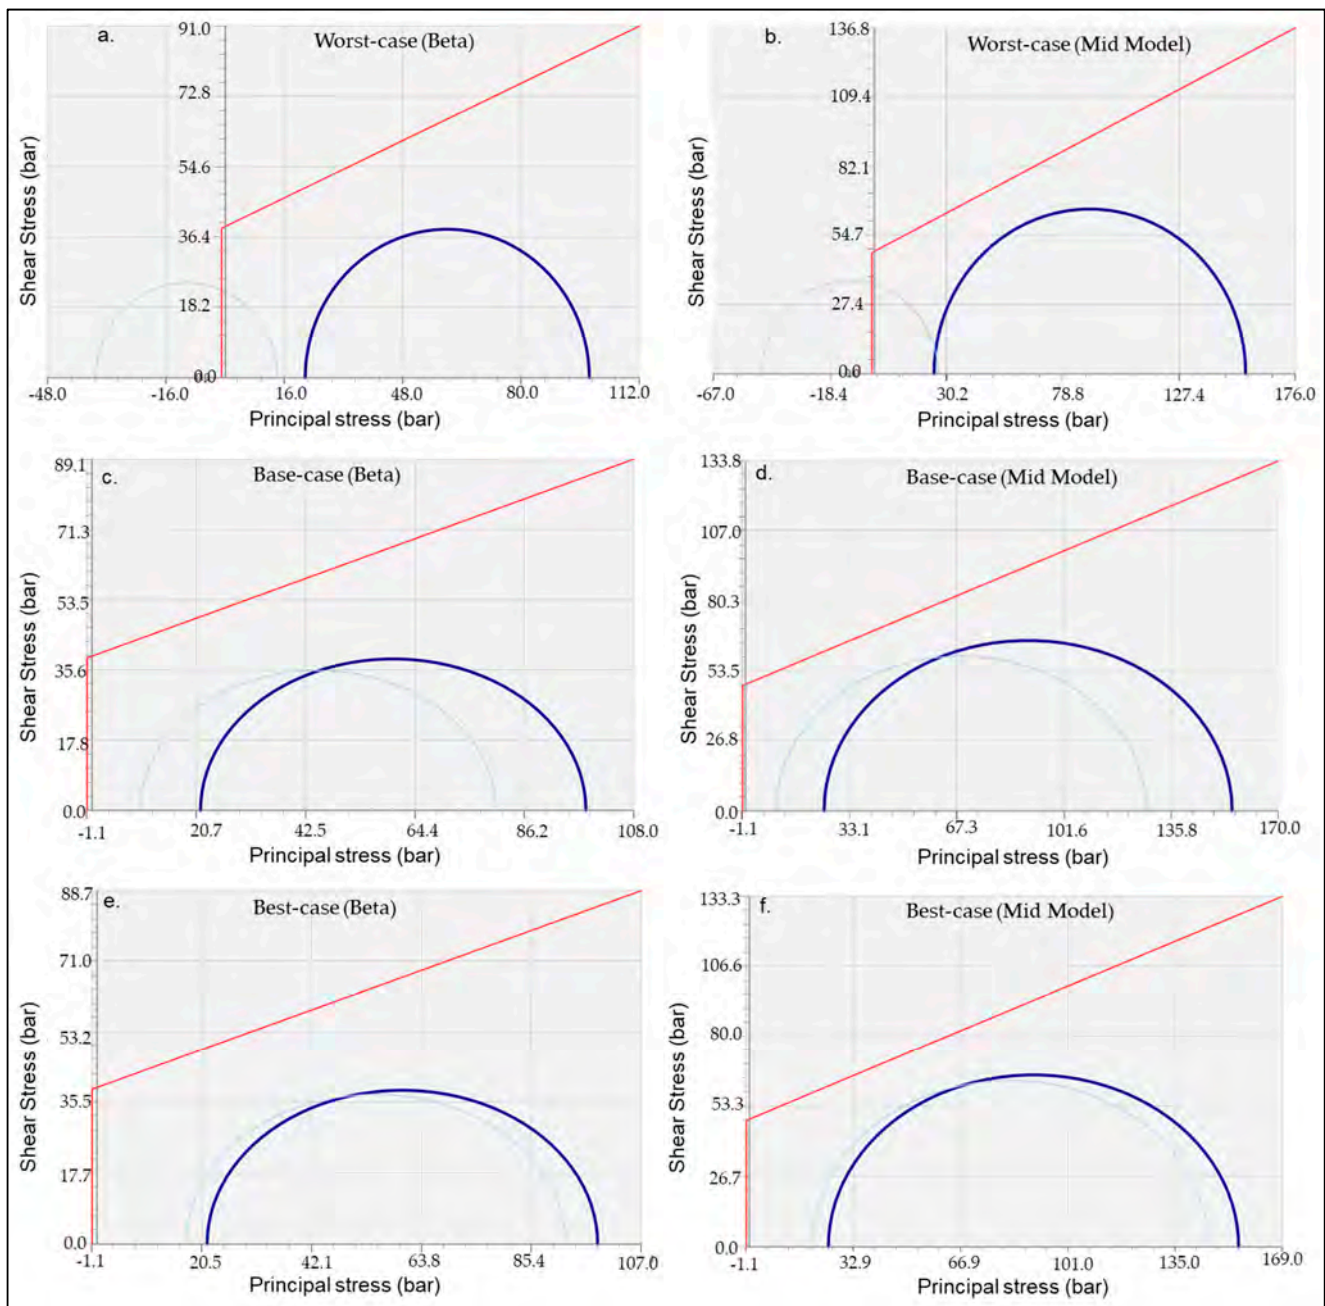 a.
Worst-case (Beta)
91.0
72.8
54.6
36.4
18.2
0.0
Shear Stress (bar)
-48.0 -16.0 16.0 48.0 80.0 112.0
Principal stress (bar)
b.
Worst-case (Mid Model)
136.8
109.4
82.1
54.7
27.4
0.0
Shear Stress (bar)
-67.0 -18.4 30.2 78.8 127.4 176.0
Principal stress (bar)
c.
Base-case (Beta)
89.1
71.3
53.5
35.6
17.8
0.0
Shear Stress (bar)
-1.1 20.7 42.5 64.4 86.2 108.0
Principal stress (bar)
d.
Base-case (Mid Model)
133.8
107.0
80.3
53.5
26.8
0.0
Shear Stress (bar)
-1.1 33.1 67.3 101.6 135.8 170.0
Principal stress (bar)
e.
Best-case (Beta)
88.7
71.0
53.2
35.5
17.7
0.0
Shear Stress (bar)
-1.1 20.5 42.1 63.8 85.4 107.0
Principal stress (bar)
f.
Best-case (Mid Model)
133.3
106.6
80.0
53.3
26.7
0.0
Shear Stress (bar)
-1.1 32.9 66.9 101.0 135.0 169.0
Principal stress (bar)